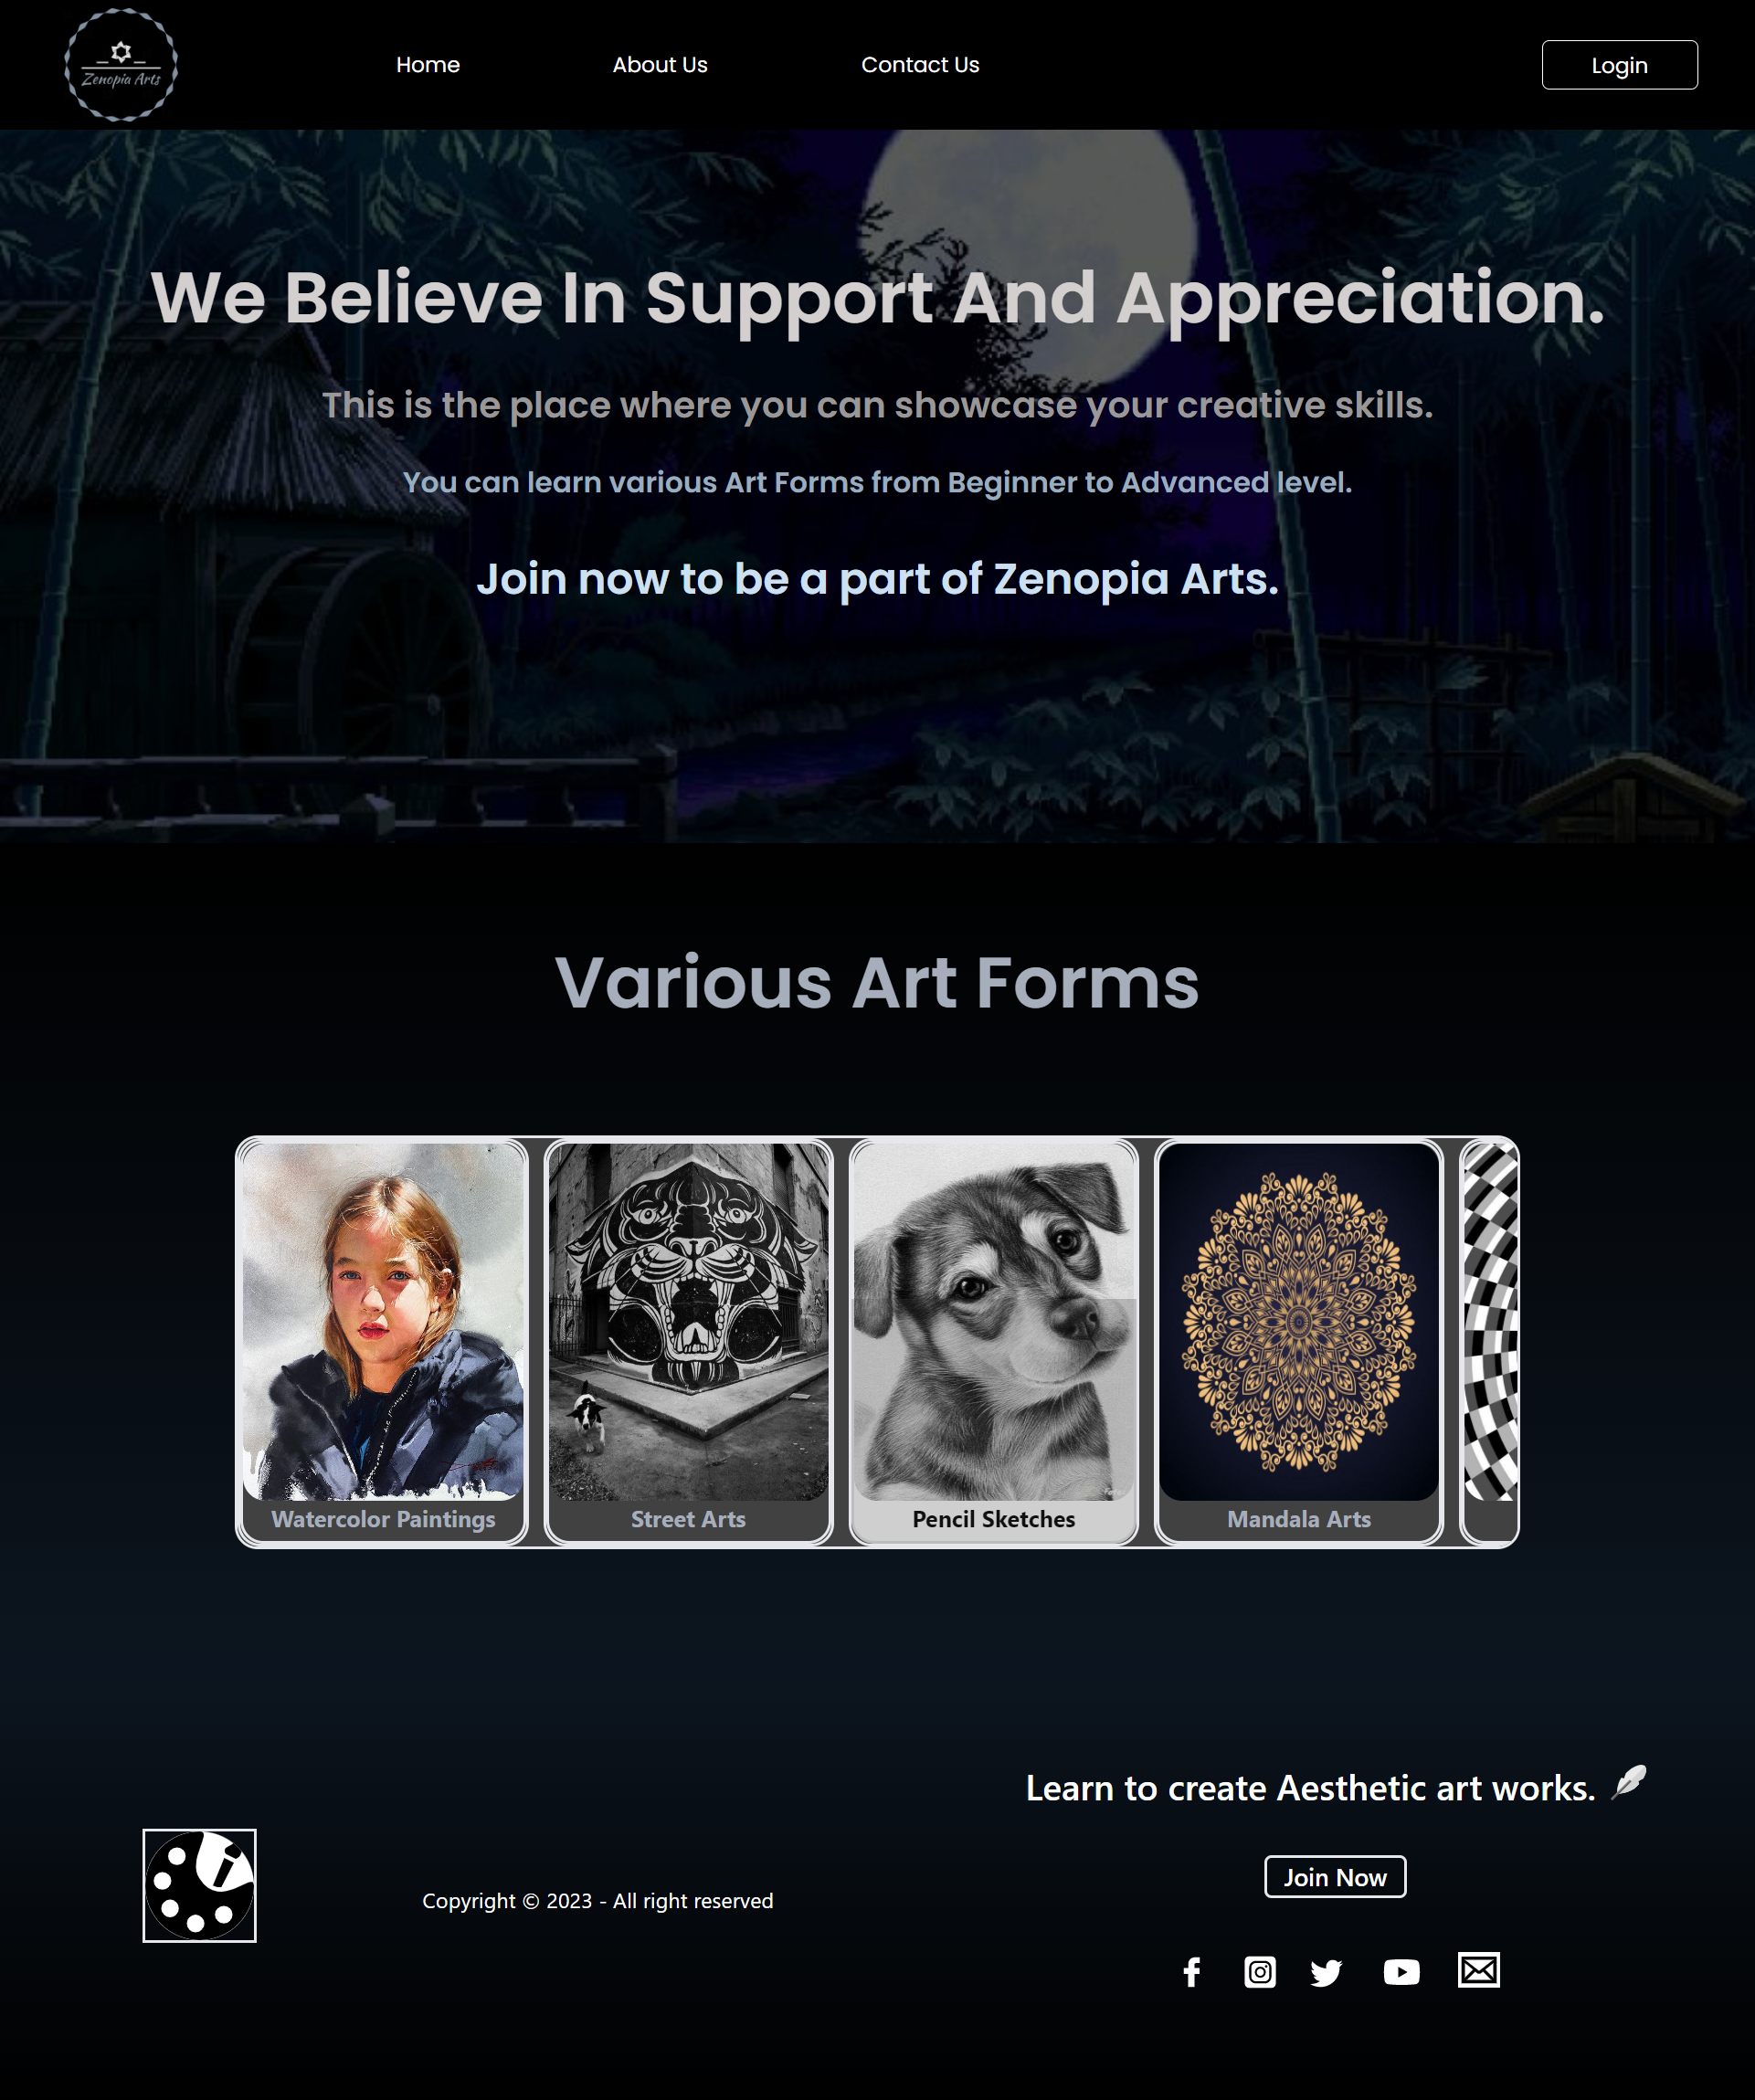 Zenopia Arts
Home
About Us
Contact Us
Login
We Believe In Support And Appreciation.
This is the place where you can showcase your creative skills.
You can learn various Art Forms from Beginner to Advanced level.
Join now to be a part of Zenopia Arts.
Various Art Forms
Watercolor Paintings
Street Arts
Pencil Sketches
Mandala Arts
Learn to create Aesthetic art works.
Join Now
Copyright © 2023 - All right reserved